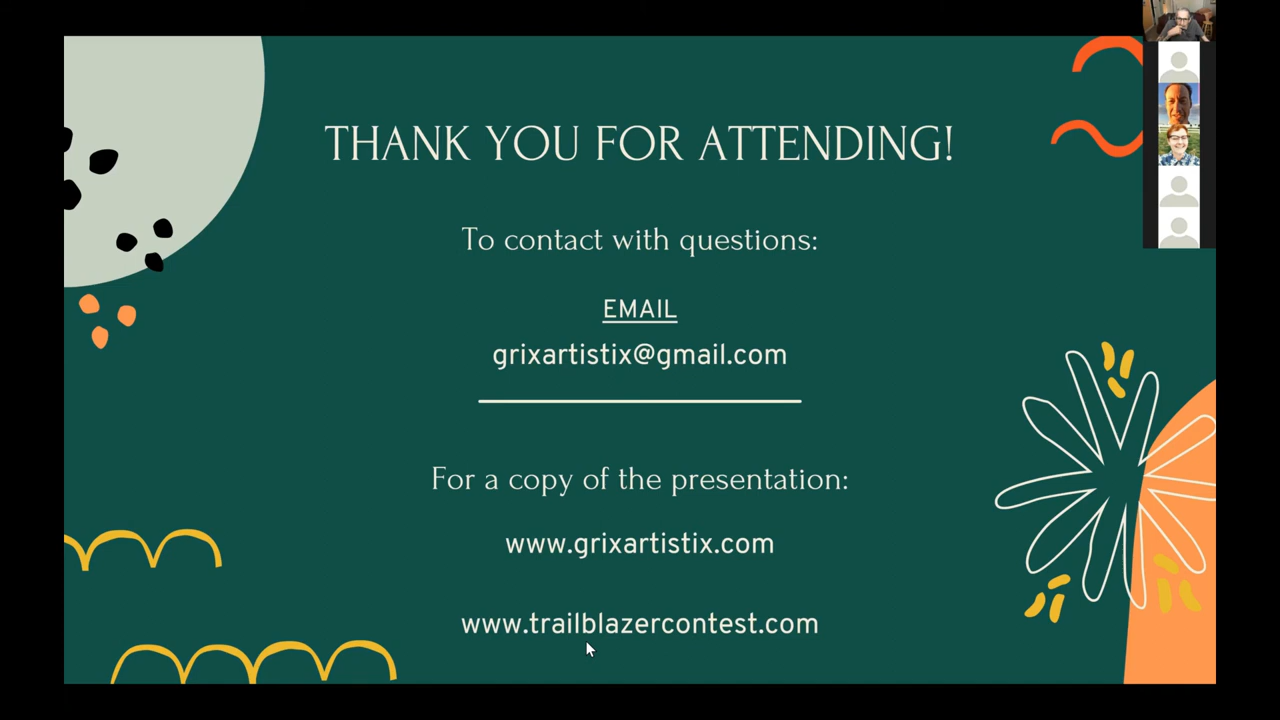 THANK YOU FOR ATTENDING!
To contact with questions:
EMAIL
grixartistix@gmail.com
For a copy of the presentation:
www.grixartistix.com
www.trailblazercontest.com